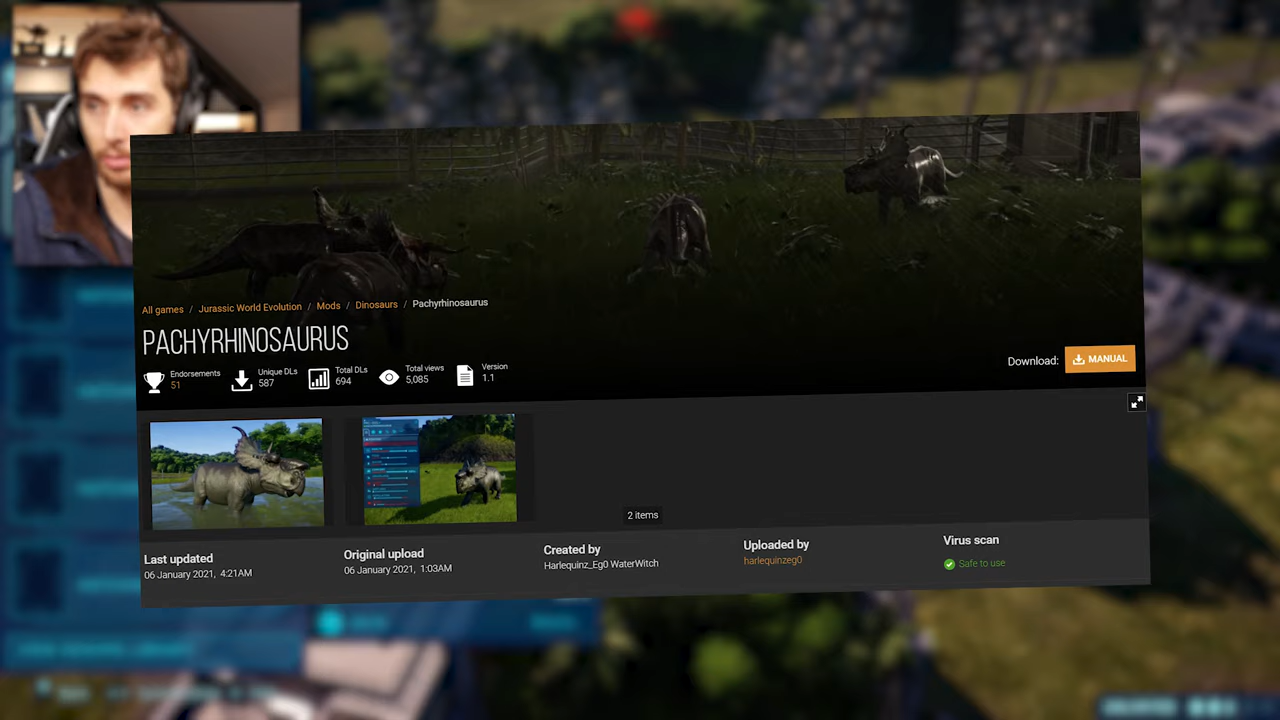 All games / Jurassic World Evolution / Mods / Dinosaurs / Pachyrhinosaurus
PACHYRHINOSAURUS
Endorsements
51
Unique DLs
587
Total DLs
694
Total views
5,085
Version
1.1
Download:
MANUAL
2 items
Last updated
06 January 2021, 4:21AM
Original upload
06 January 2021, 1:03AM
Created by
Harlequinz_Eg0 WaterWitch
Uploaded by
harlequinzeg0
Virus scan
Safe to use